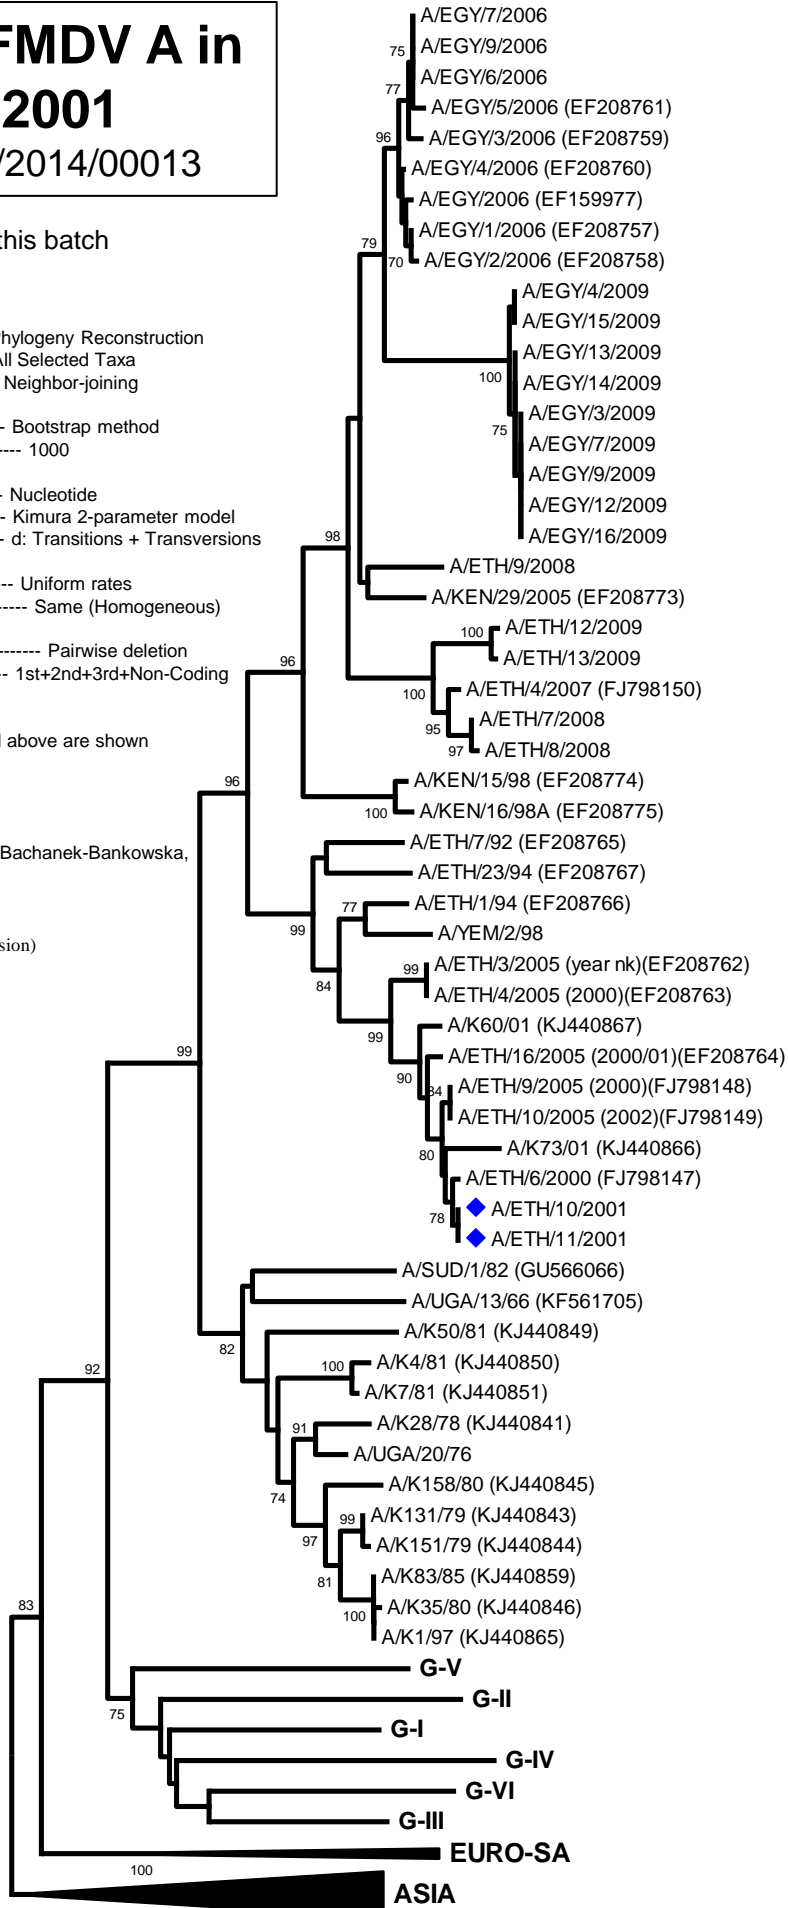 FMDV A in
2001
/2014/00013
this batch
Phylogeny Reconstruction
All Selected Taxa
Neighbor-joining
- Bootstrap method
---- 1000
- Nucleotide
- Kimura 2-parameter model
- d: Transitions + Transversions
--- Uniform rates
----- Same (Homogeneous)
------- Pairwise deletion
-- 1st+2nd+3rd+Non-Coding
above are shown
Bachanek-Bankowska,
sion)
A/EGY/7/2006
75
A/EGY/9/2006
A/EGY/6/2006
77
A/EGY/5/2006 (EF208761)
96
A/EGY/3/2006 (EF208759)
A/EGY/4/2006 (EF208760)
A/EGY/2006 (EF159977)
A/EGY/1/2006 (EF208757)
79
70
A/EGY/2/2006 (EF208758)
A/EGY/4/2009
A/EGY/15/2009
A/EGY/13/2009
100
A/EGY/14/2009
A/EGY/3/2009
75
A/EGY/7/2009
A/EGY/9/2009
A/EGY/12/2009
A/EGY/16/2009
98
A/ETH/9/2008
A/KEN/29/2005 (EF208773)
100
A/ETH/12/2009
A/ETH/13/2009
96
100
A/ETH/4/2007 (FJ798150)
95
A/ETH/7/2008
97
A/ETH/8/2008
A/KEN/15/98 (EF208774)
96
100
A/KEN/16/98A (EF208775)
A/ETH/7/92 (EF208765)
A/ETH/23/94 (EF208767)
77
A/ETH/1/94 (EF208766)
99
A/YEM/2/98
99
A/ETH/3/2005 (year nk)(EF208762)
84
A/ETH/4/2005 (2000)(EF208763)
99
A/K60/01 (KJ440867)
99
A/ETH/16/2005 (2000/01)(EF208764)
90
84
A/ETH/9/2005 (2000)(FJ798148)
A/ETH/10/2005 (2002)(FJ798149)
80
A/K73/01 (KJ440866)
A/ETH/6/2000 (FJ798147)
78
A/ETH/10/2001
A/ETH/11/2001
A/SUD/1/82 (GU566066)
A/UGA/13/66 (KF561705)
82
A/K50/81 (KJ440849)
92
100
A/K4/81 (KJ440850)
A/K7/81 (KJ440851)
91
A/K28/78 (KJ440841)
A/UGA/20/76
74
A/K158/80 (KJ440845)
99
A/K131/79 (KJ440843)
97
A/K151/79 (KJ440844)
81
A/K83/85 (KJ440859)
83
100
A/K35/80 (KJ440846)
A/K1/97 (KJ440865)
G-V
75
G-II
G-I
G-IV
G-VI
G-III
EURO-SA
100
ASIA